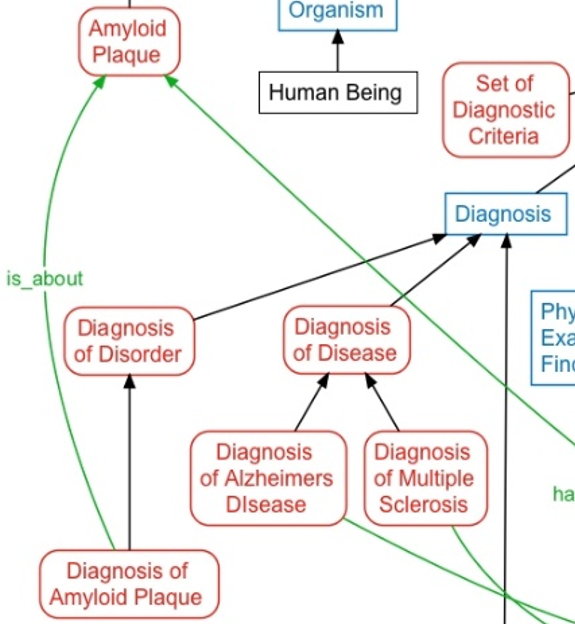 Organism
Amyloid
Plaque
Human Being
Set of
Diagnostic
Criteria
Diagnosis
is_about
Diagnosis
of Disorder
Diagnosis
of Disease
Diagnosis
of Alzheimers
DIsease
Diagnosis
of Multiple
Sclerosis
Diagnosis of
Amyloid Plaque